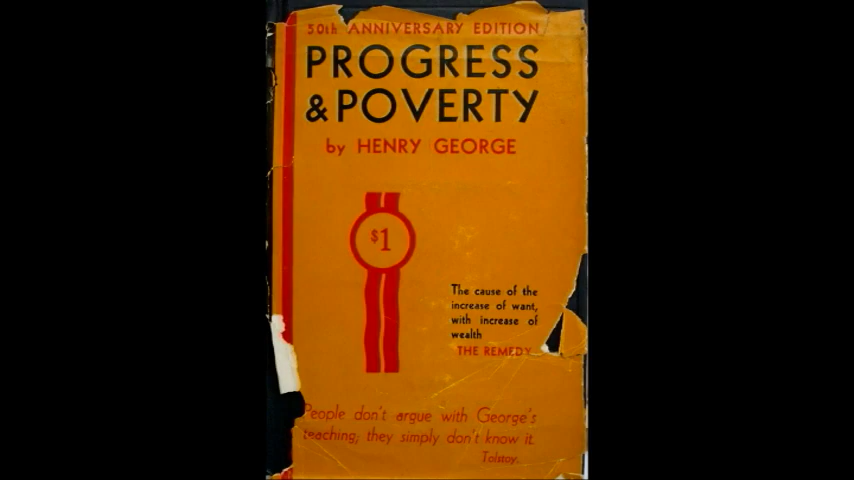 50th ANNIVERSARY EDITION
PROGRESS
& POVERTY
by HENRY GEORGE
$1
The cause of the
increase of want,
with increase of
wealth
THE REMEDY
People don't argue with George's
teaching; they simply don't know it.
Tolstoy.